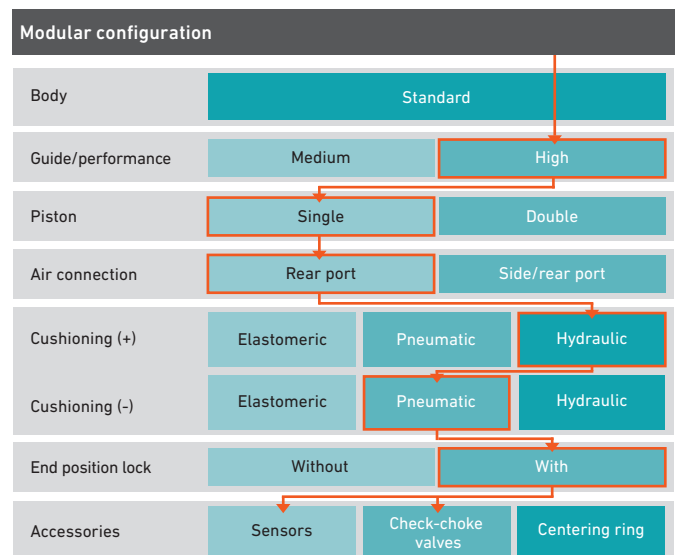 Modular configuration
Body Standard
Guide/performance Medium High
Piston Single Double
Air connection Rear port Side/rear port
Cushioning (+) Elastomeric Pneumatic Hydraulic
Cushioning (-) Elastomeric Pneumatic Hydraulic
End position lock Without With
Accessories Sensors Check-choke valves Centering ring